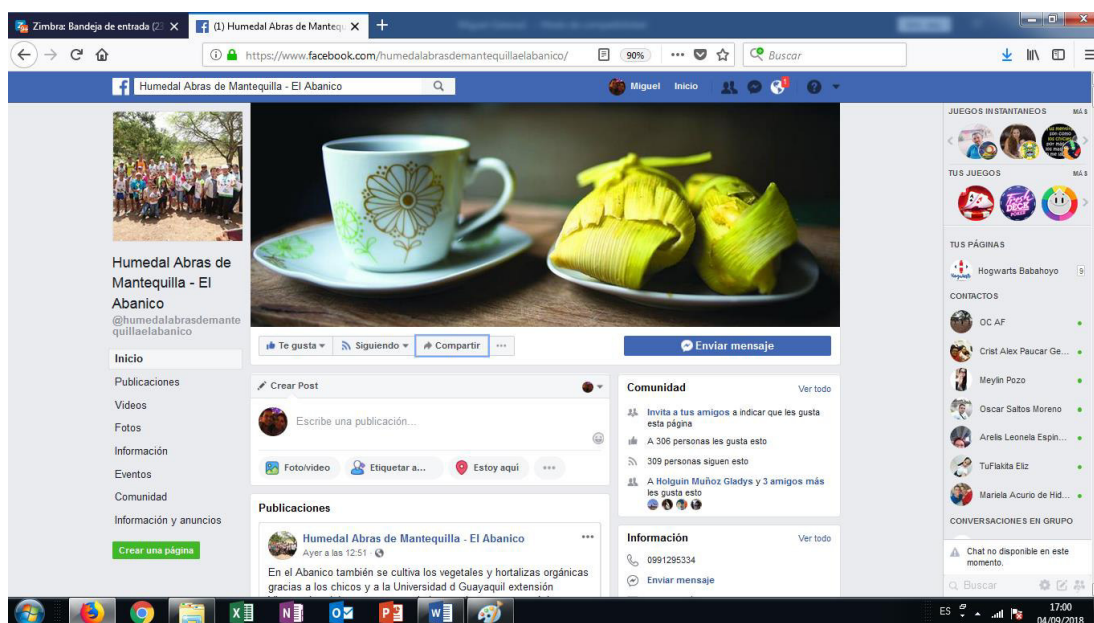 Zimbra: Bandeja de entrada (23
(1) Humedal Abras de Mantequ
https://www.facebook.com/humedalabrasdemantequillaelabanico/
90%
Buscar
Humedal Abras de Mantequilla - El Abanico
Miguel
Inicio
1
Humedal Abras de
Mantequilla - El
Abanico
@humedalabrasdemante
quillaelabanico
Inicio
Publicaciones
Videos
Fotos
Información
Eventos
Comunidad
Información y anuncios
Crear una página
Te gusta
Siguiendo
Compartir
Enviar mensaje
Crear Post
Escribe una publicación...
Foto/video
Etiquetar a...
Estoy aquí
Publicaciones
Humedal Abras de Mantequilla - El Abanico
Ayer a las 12:51
En el Abanico también se cultiva los vegetales y hortalizas orgánicas
gracias a los chicos y a la Universidad d Guayaquil extensión
Comunidad
Ver todo
Invita a tus amigos a indicar que les gusta
esta página
A 306 personas les gusta esto
309 personas siguen esto
A Holguin Muñoz Gladys y 3 amigos más
les gusta esto
Información
Ver todo
0991295334
Enviar mensaje
JUEGOS INSTANTÁNEOS
MÁS
TUS JUEGOS
MÁS
TUS PÁGINAS
Hogwarts Babahoyo
9
CONTACTOS
OC AF
Crist Alex Paucar Ge...
Meylin Pozo
Oscar Saltos Moreno
Arelis Leonela Espin...
TuFlakita Eliz
Mariela Acurio de Hid...
CONVERSACIONES EN GRUPO
Chat no disponible en este
momento.
Buscar
ES
17:00
04/09/2018